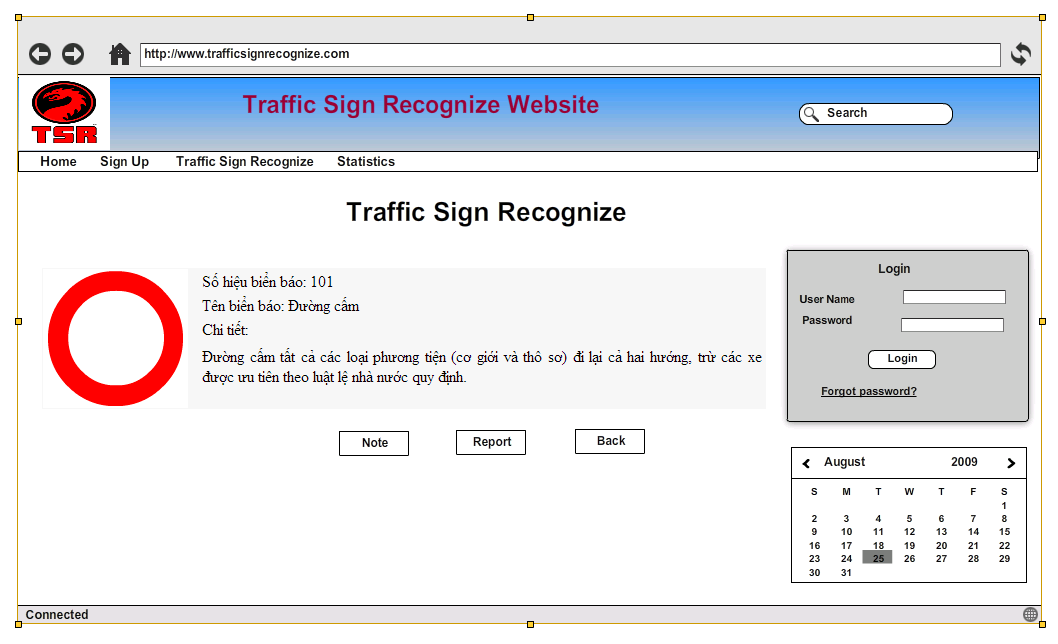 http://www.trafficsignrecognize.com
TSR
Traffic Sign Recognize Website
Search
Home Sign Up Traffic Sign Recognize Statistics
Traffic Sign Recognize
Số hiệu biển báo: 101
Tên biển báo: Đường cấm
Chi tiết:
Đường cấm tất cả các loại phương tiện (cơ giới và thô sơ) đi lại cả hai hướng, trừ các xe
được ưu tiên theo luật lệ nhà nước quy định.
Note Report Back
Login
User Name
Password
Login
Forgot password?
August 2009
S M T W T F S
1
2 3 4 5 6 7 8
9 10 11 12 13 14 15
16 17 18 19 20 21 22
23 24 25 26 27 28 29
30 31
Connected